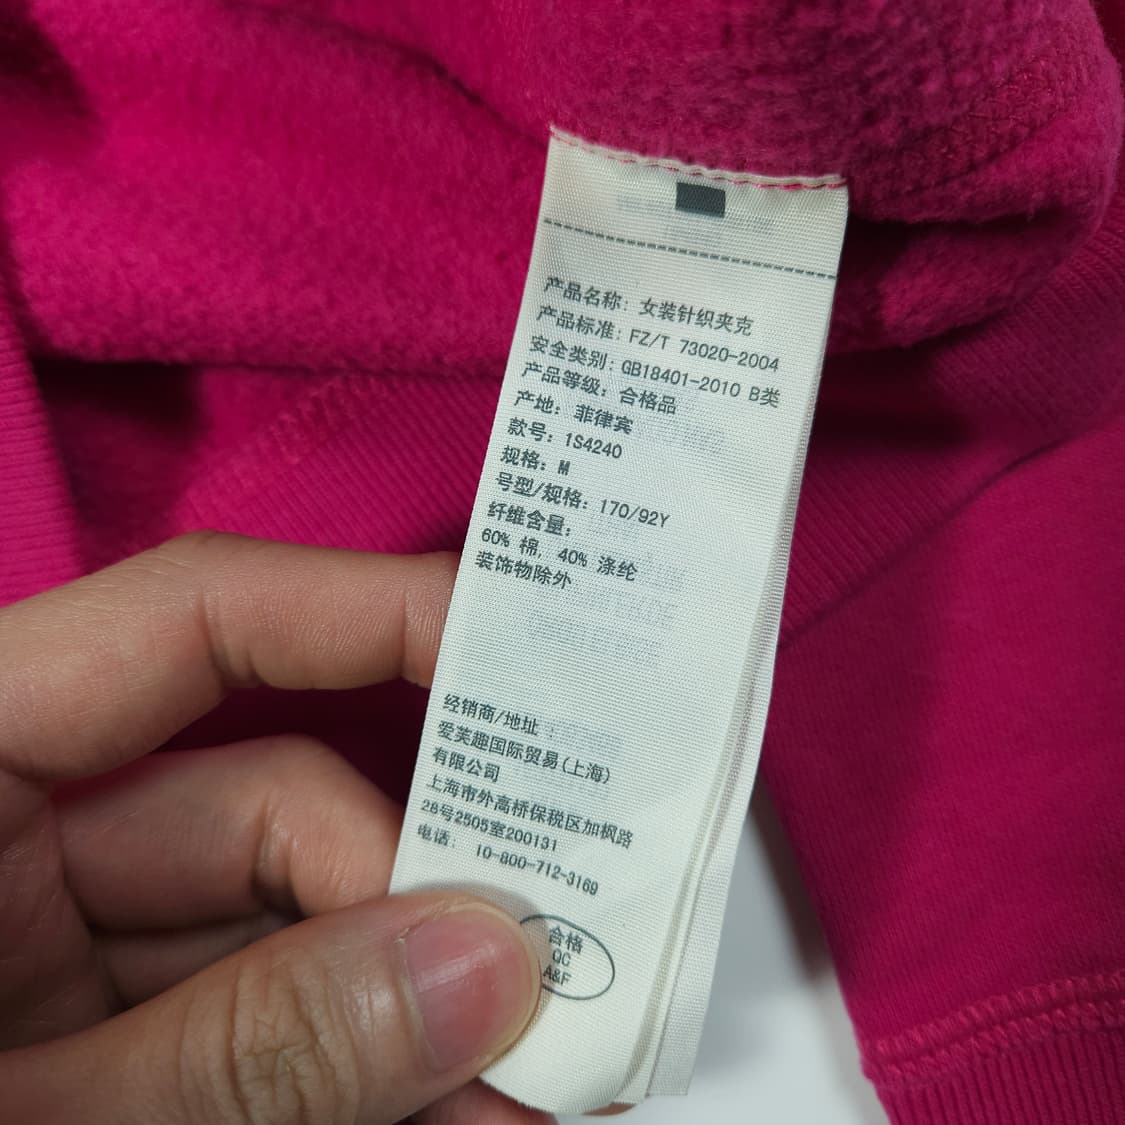 产品名称: 女装针织夹克
产品标准: FZ/T 73020-2004
安全类别: GB18401-2010 B类
产品等级: 合格品
产地: 菲律宾
款号: 1S4240
规格: M
号型/规格: 170/92Y
纤维含量:
60% 棉, 40% 涤纶
装饰物除外
经销商/地址:
爱芙趣国际贸易(上海)
有限公司
上海市外高桥保税区加枫路
28号2505室200131
电话: 10-800-712-3169
合格
QC
A&F